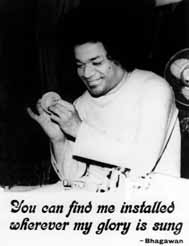 You can find me installed
wherever my glory is sung
~ Bhagawan